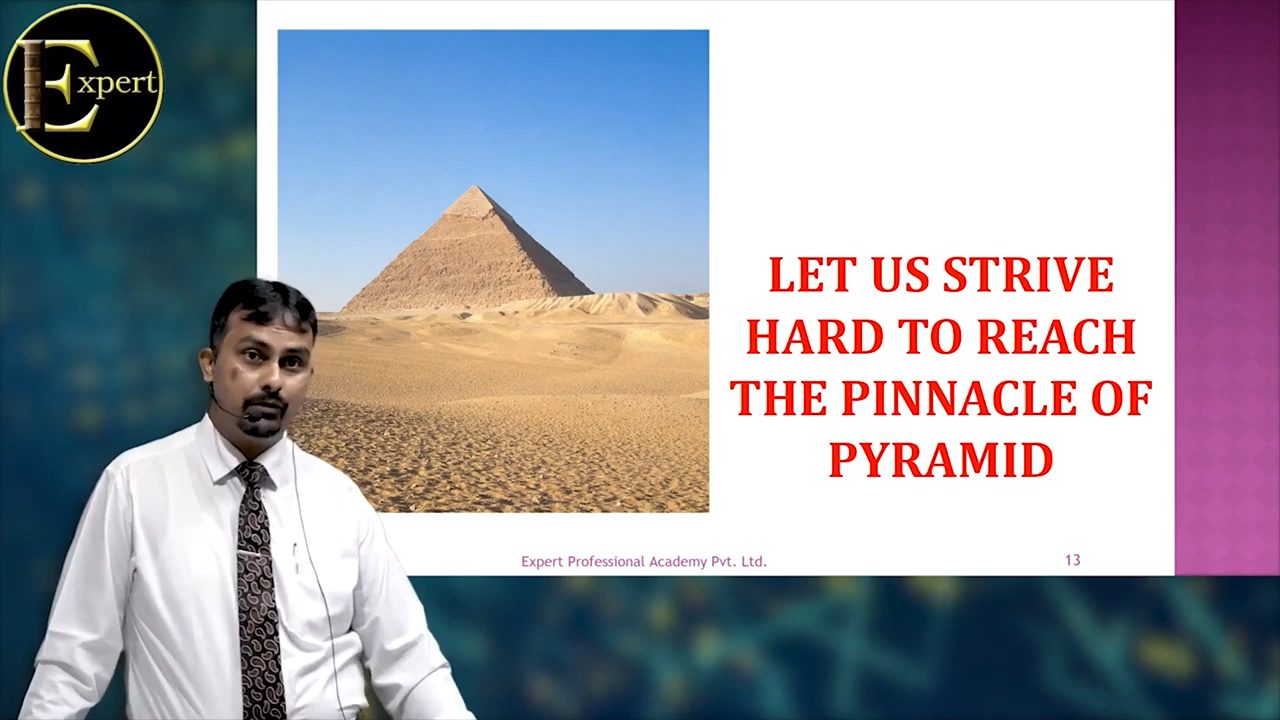 Expert
LET US STRIVE
HARD TO REACH
THE PINNACLE OF
PYRAMID
Expert Professional Academy Pvt. Ltd.
13